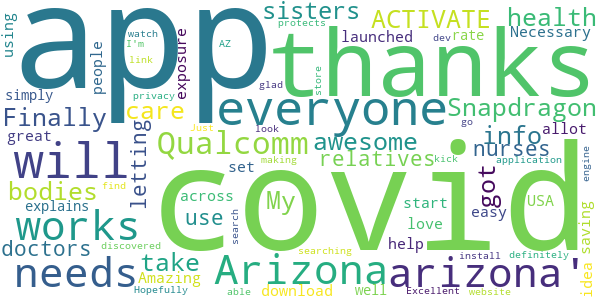 app
thanks
covid
everyone
will
Arizona
arizona'
needs
works
Qualcomm
Snapdragon
ACTIVATE
sisters
health
Finally
awesome
info
bodies
care
take
got
My
use
relatives
nurses
doctors
letting
launched
Necessary
rate
exposure
people
using
simply
great
allot
explains
across
set
start
easy
USA
love
help
Amazing
download
well
idea
saving
find
discovered
Hopefully
able
making
searching
search
Just
privacy
link
I'm
watch
AZ
protects
store
glad
look
dev
kick
go
application
engine
install
definitely
Excellent
website